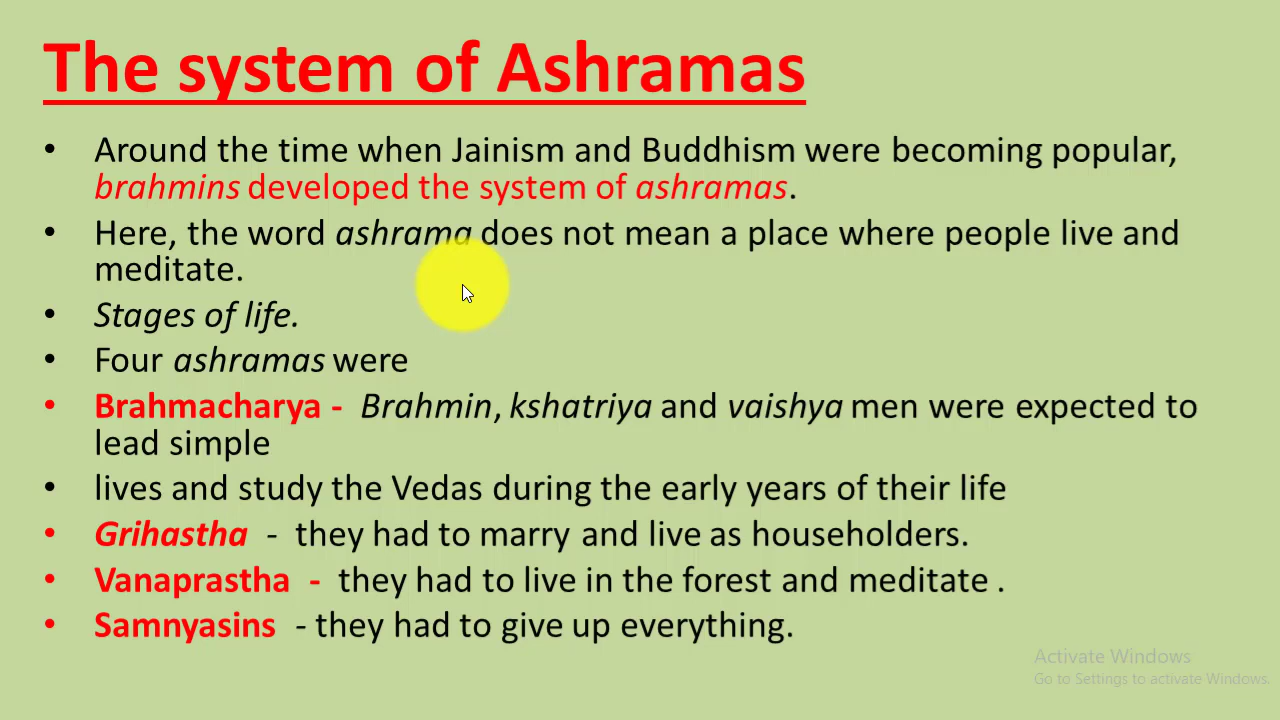 The system of Ashramas
• Around the time when Jainism and Buddhism were becoming popular,
brahmins developed the system of ashramas.
• Here, the word ashrama does not mean a place where people live and
meditate.
• Stages of life.
• Four ashramas were
• Brahmacharya - Brahmin, kshatriya and vaishya men were expected to
lead simple
• lives and study the Vedas during the early years of their life
• Grihastha - they had to marry and live as householders.
• Vanaprastha - they had to live in the forest and meditate .
• Samnyasins - they had to give up everything.
Activate Windows
Go to Settings to activate Windows.